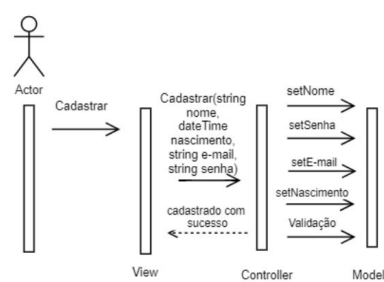 Actor
Cadastrar
Cadastrar(string
nome,
dateTime
nascimento,
string e-mail,
string senha)
cadastrado com
sucesso
setNome
setSenha
setE-mail
setNascimento
Validação
View
Controller
Model